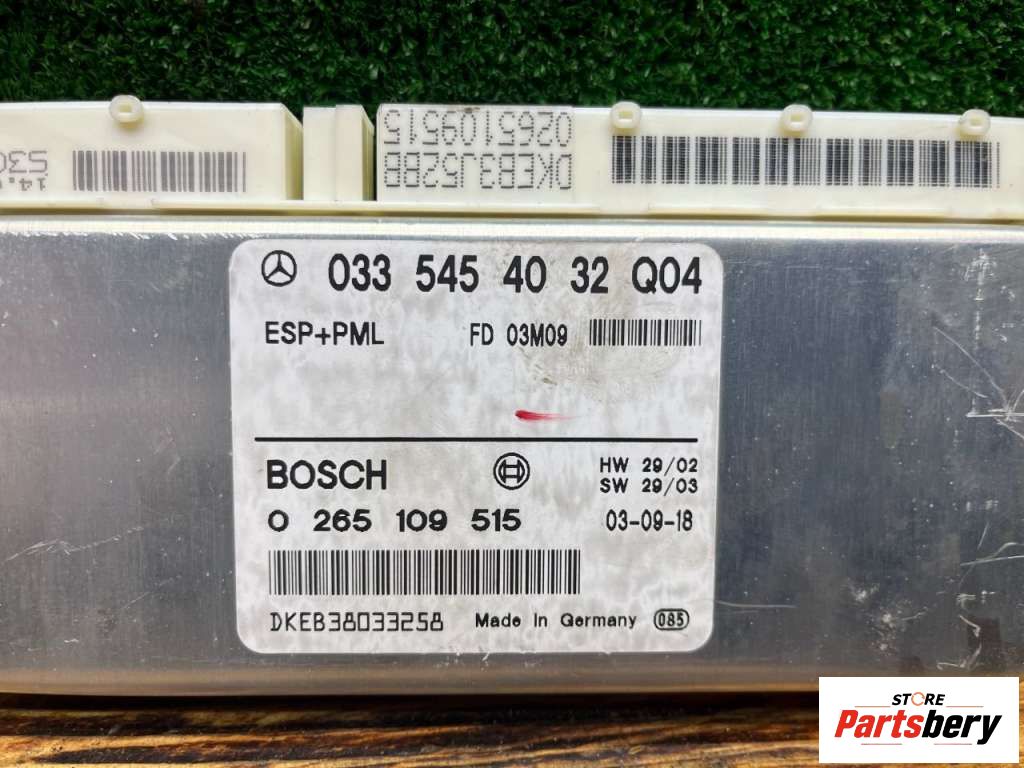 0265109515
DKEB3J528B
033 545 40 32 Q04
ESP+PML FD 03M09
BOSCH HW 29/02
SW 29/03
0 265 109 515 03-09-18
DKEB38033258 Made In Germany 085
STORE
Partsbery